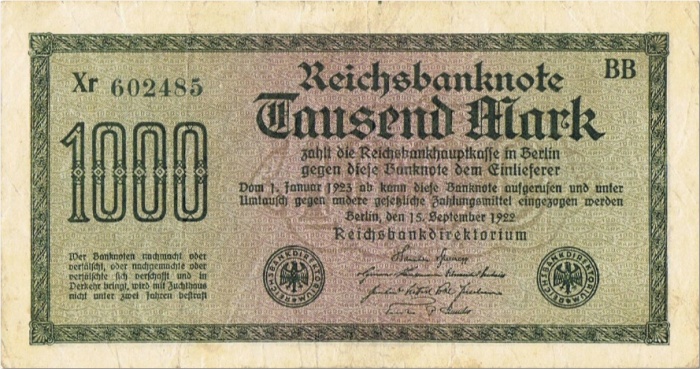 Xr 602485
Reichsbanknote
BB
Tausend Mark
1000
zahlt die Reichsbankhauptkasse in Berlin
gegen diese Banknote dem Einlieferer
Vom 1. Januar 1923 ab kann diese Banknote aufgerufen und unter
Umtausch gegen andere gesetzliche Zahlungsmittel eingezogen werden
Berlin, den 15. September 1922
Reichsbankdirektorium
Wer Banknoten nachmacht oder
verfälscht, oder nachgemachte oder
verfälschte sich verschafft und in
Verkehr bringt, wird mit Zuchthaus
nicht unter zwei Jahren bestraft
REICHSBANKDIREKTORIUM
REICHSBANKDIREKTORIUM